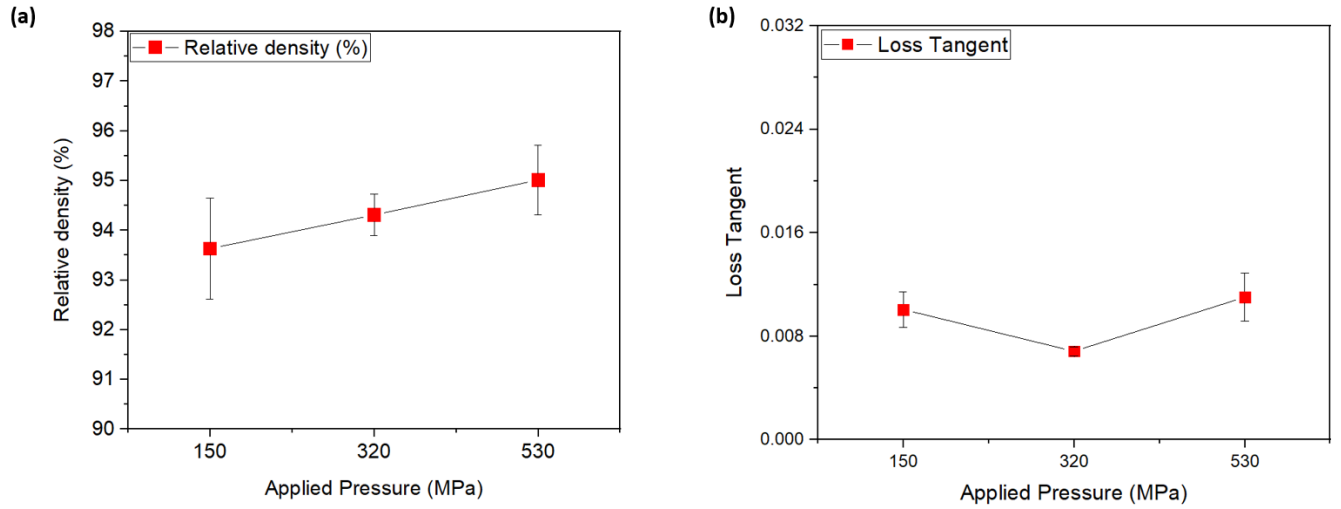 (a)
Relative density (%)
98
97
96
95
94
93
92
91
90
Relative density (%)
150
320
530
Applied Pressure (MPa)
(b)
Loss Tangent
0.032
0.024
0.016
0.008
0.000
Loss Tangent
150
320
530
Applied Pressure (MPa)